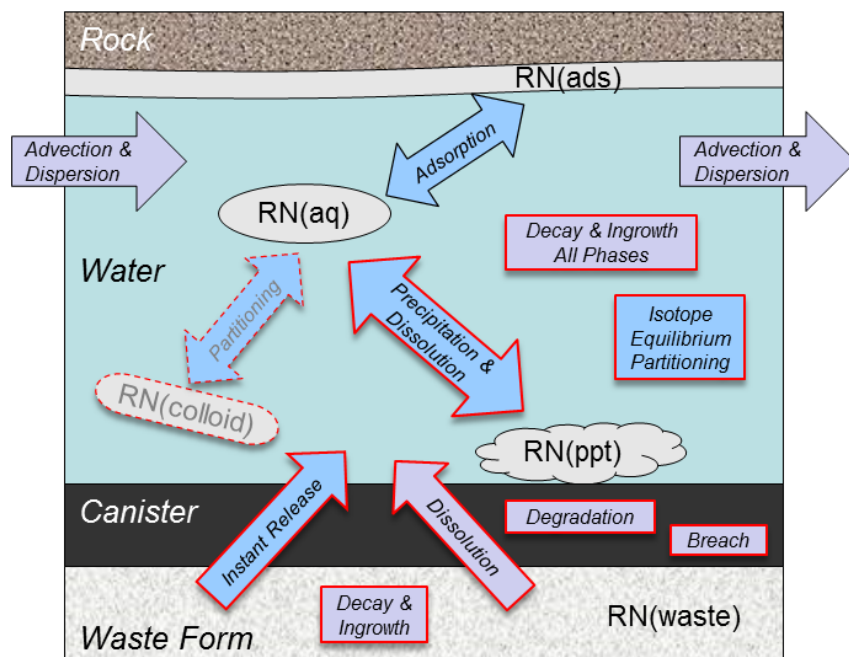 Rock
RN(ads)
Advection &
Dispersion
Adsorption
Advection &
Dispersion
RN(aq)
Decay & Ingrowth
All Phases
Water
Partitioning
Precipitation &
Dissolution
Isotope
Equilibrium
Partitioning
RN(colloid)
RN(ppt)
Canister
Instant Release
Dissolution
Degradation
Breach
Decay &
Ingrowth
RN(waste)
Waste Form